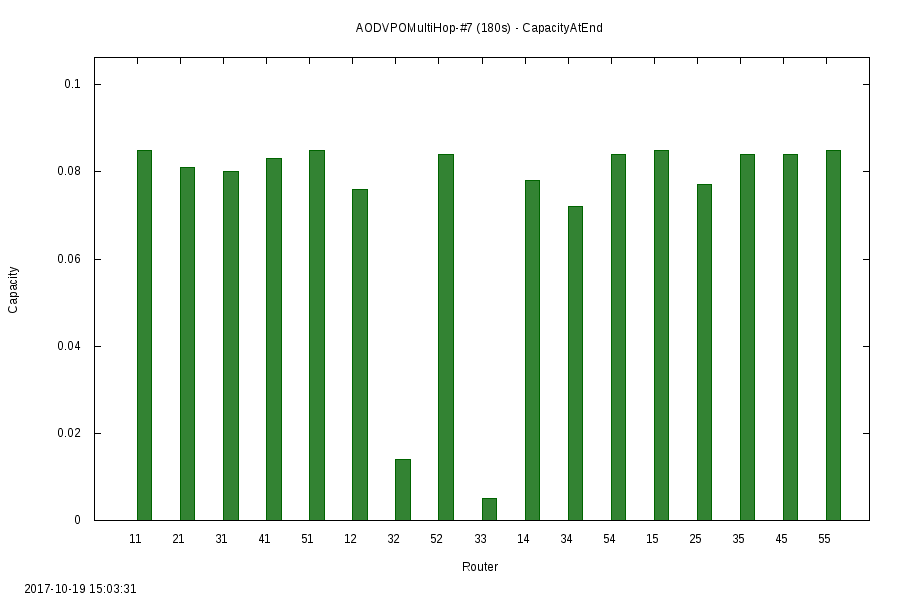 AODVPOMultiHop-#7 (180s) - CapacityAtEnd
0.1
0.08
0.06
0.04
0.02
0
Capacity
11 21 31 41 51 12 32 52 33 14 34 54 15 25 35 45 55
Router
2017-10-19 15:03:31